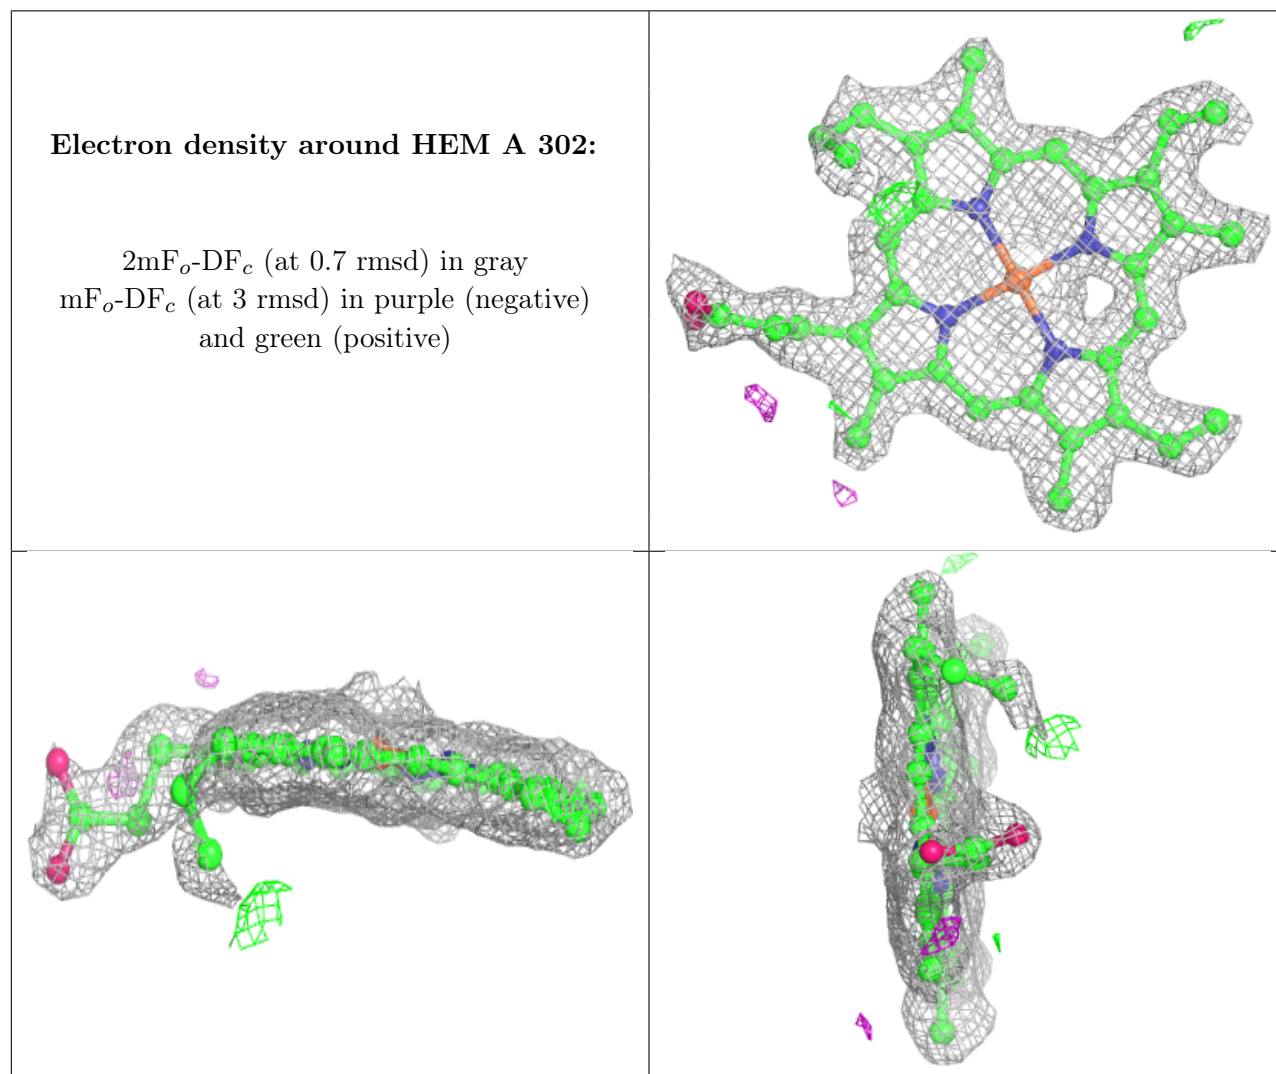 Electron density around HEM A 302:
2mFo-DFc (at 0.7 rmsd) in gray
mFo-DFc (at 3 rmsd) in purple (negative)
and green (positive)